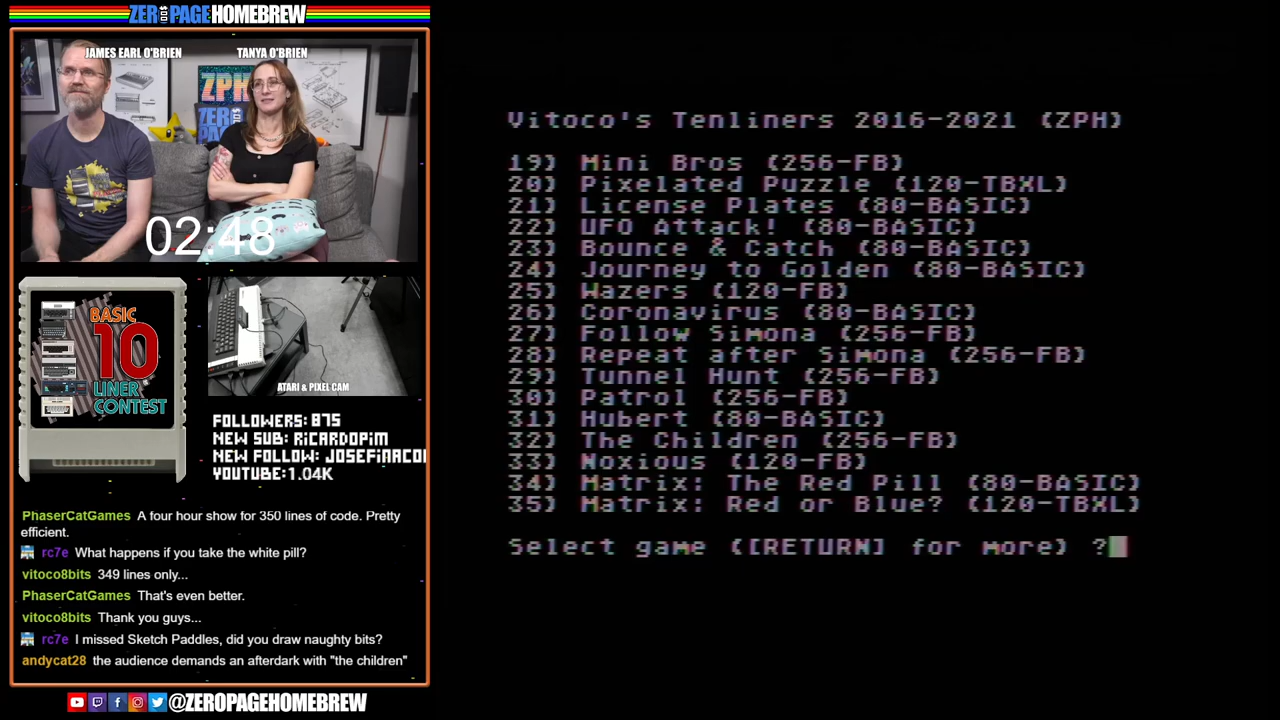 ZEROPAGE HOMEBREW
JAMES EARL O'BRIEN
TANYA O'BRIEN
ZPH
02:48
BASIC
10
LINER
CONTEST
ATARI & PIXEL CAM
FOLLOWERS: 875
NEW SUB: RICARDOPIM
NEW FOLLOW: JOSEFINACOR
YOUTUBE: 1.04K
PhaserCatGames A four hour show for 350 lines of code. Pretty
efficient.
rc7e What happens if you take the white pill?
vitoco8bits 349 lines only...
PhaserCatGames That's even better.
vitoco8bits Thank you guys...
rc7e I missed Sketch Paddles, did you draw naughty bits?
andycat28 the audience demands an afterdark with "the children"
@ZEROPAGEHOMEBREW
Vitoco's Tenliners 2016-2021 (ZPH)
19) Mini Bros (256-FB)
20) Pixelated Puzzle (120-TBXL)
21) License Plates (80-BASIC)
22) UFO Attack! (80-BASIC)
23) Bounce & Catch (80-BASIC)
24) Journey to Golden (80-BASIC)
25) Wazers (120-FB)
26) Coronavirus (80-BASIC)
27) Follow Simona (256-FB)
28) Repeat after Simona (256-FB)
29) Tunnel Hunt (256-FB)
30) Patrol (256-FB)
31) Hubert (80-BASIC)
32) The Children (256-FB)
33) Noxious (120-FB)
34) Matrix: The Red Pill (80-BASIC)
35) Matrix: Red or Blue? (120-TBXL)
Select game ([RETURN] for more) ?